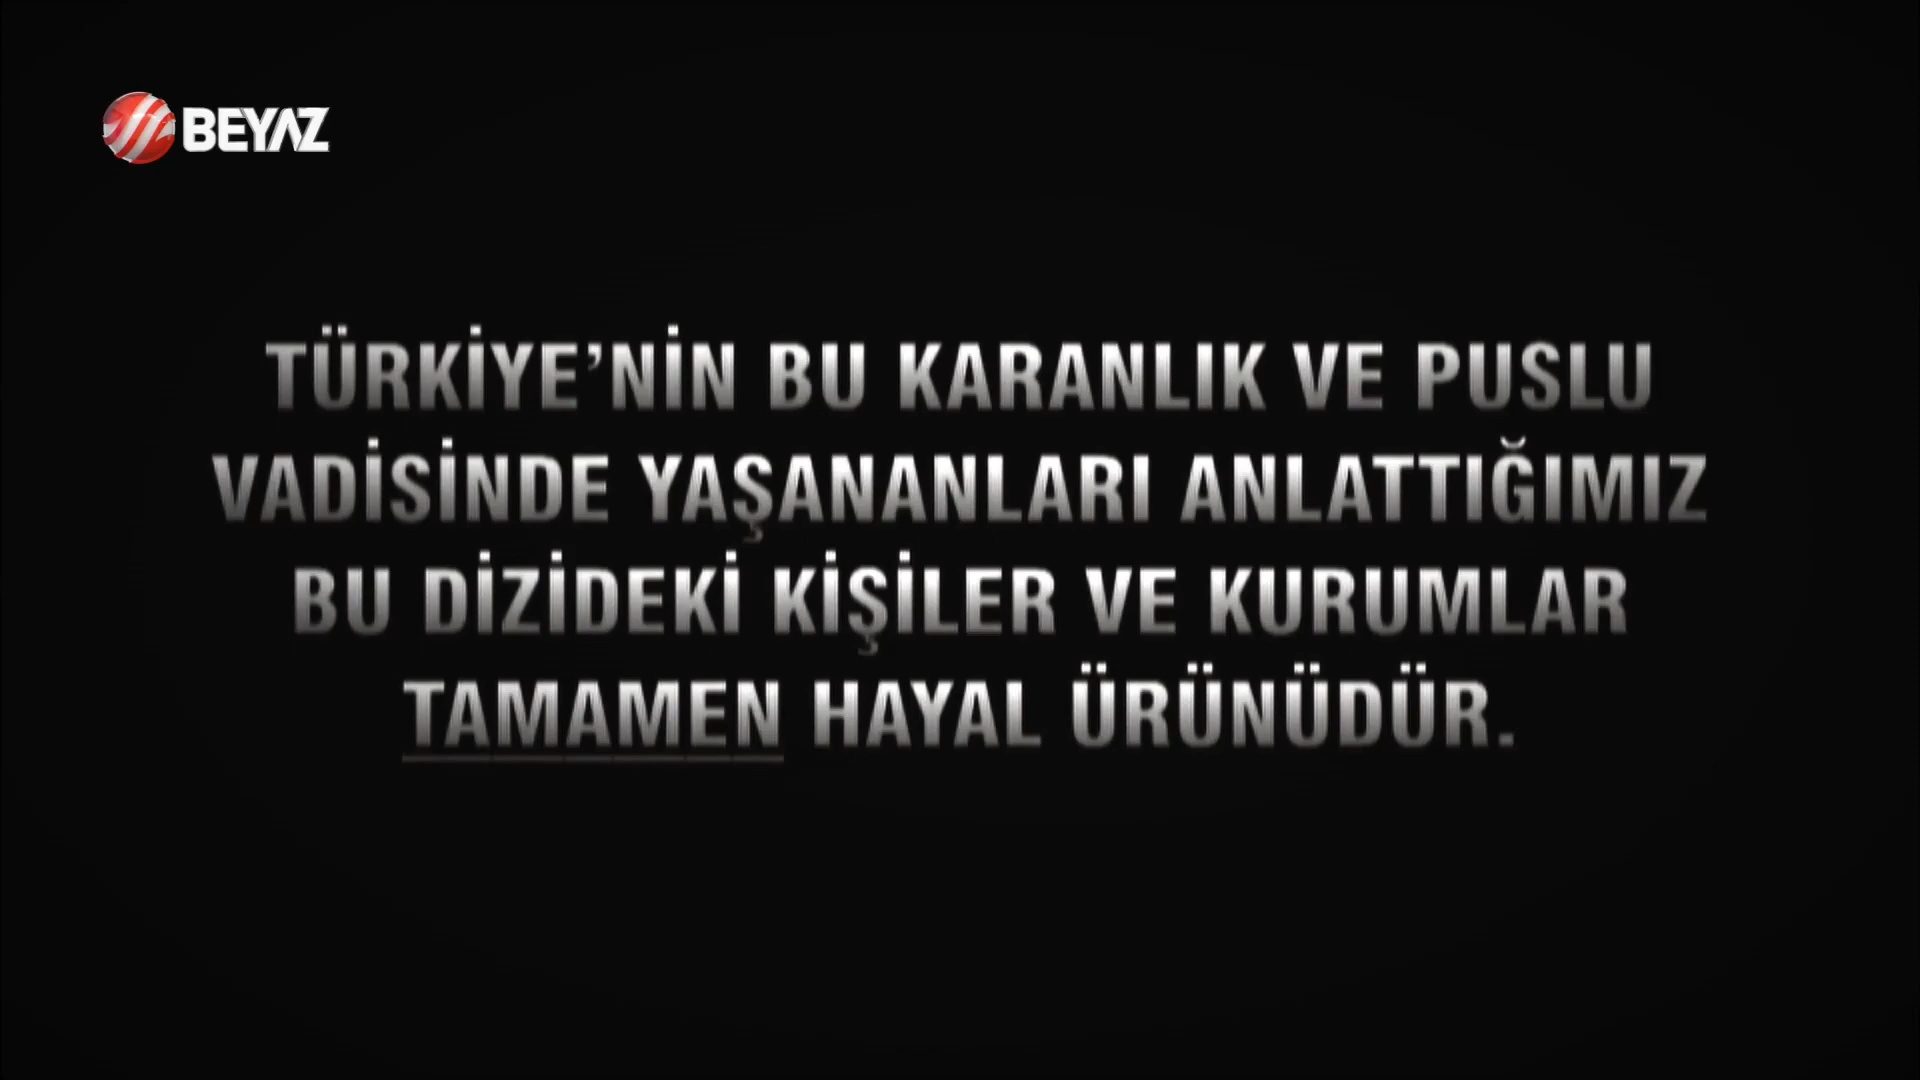 BEYAZ
TÜRKİYE’NİN BU KARANLIK VE PUSLU
VADİSİNDE YAŞANANLARI ANLATTIĞIMIZ
BU DİZİDEKİ KİŞİLER VE KURUMLAR
TAMAMEN HAYAL ÜRÜNÜDÜR.